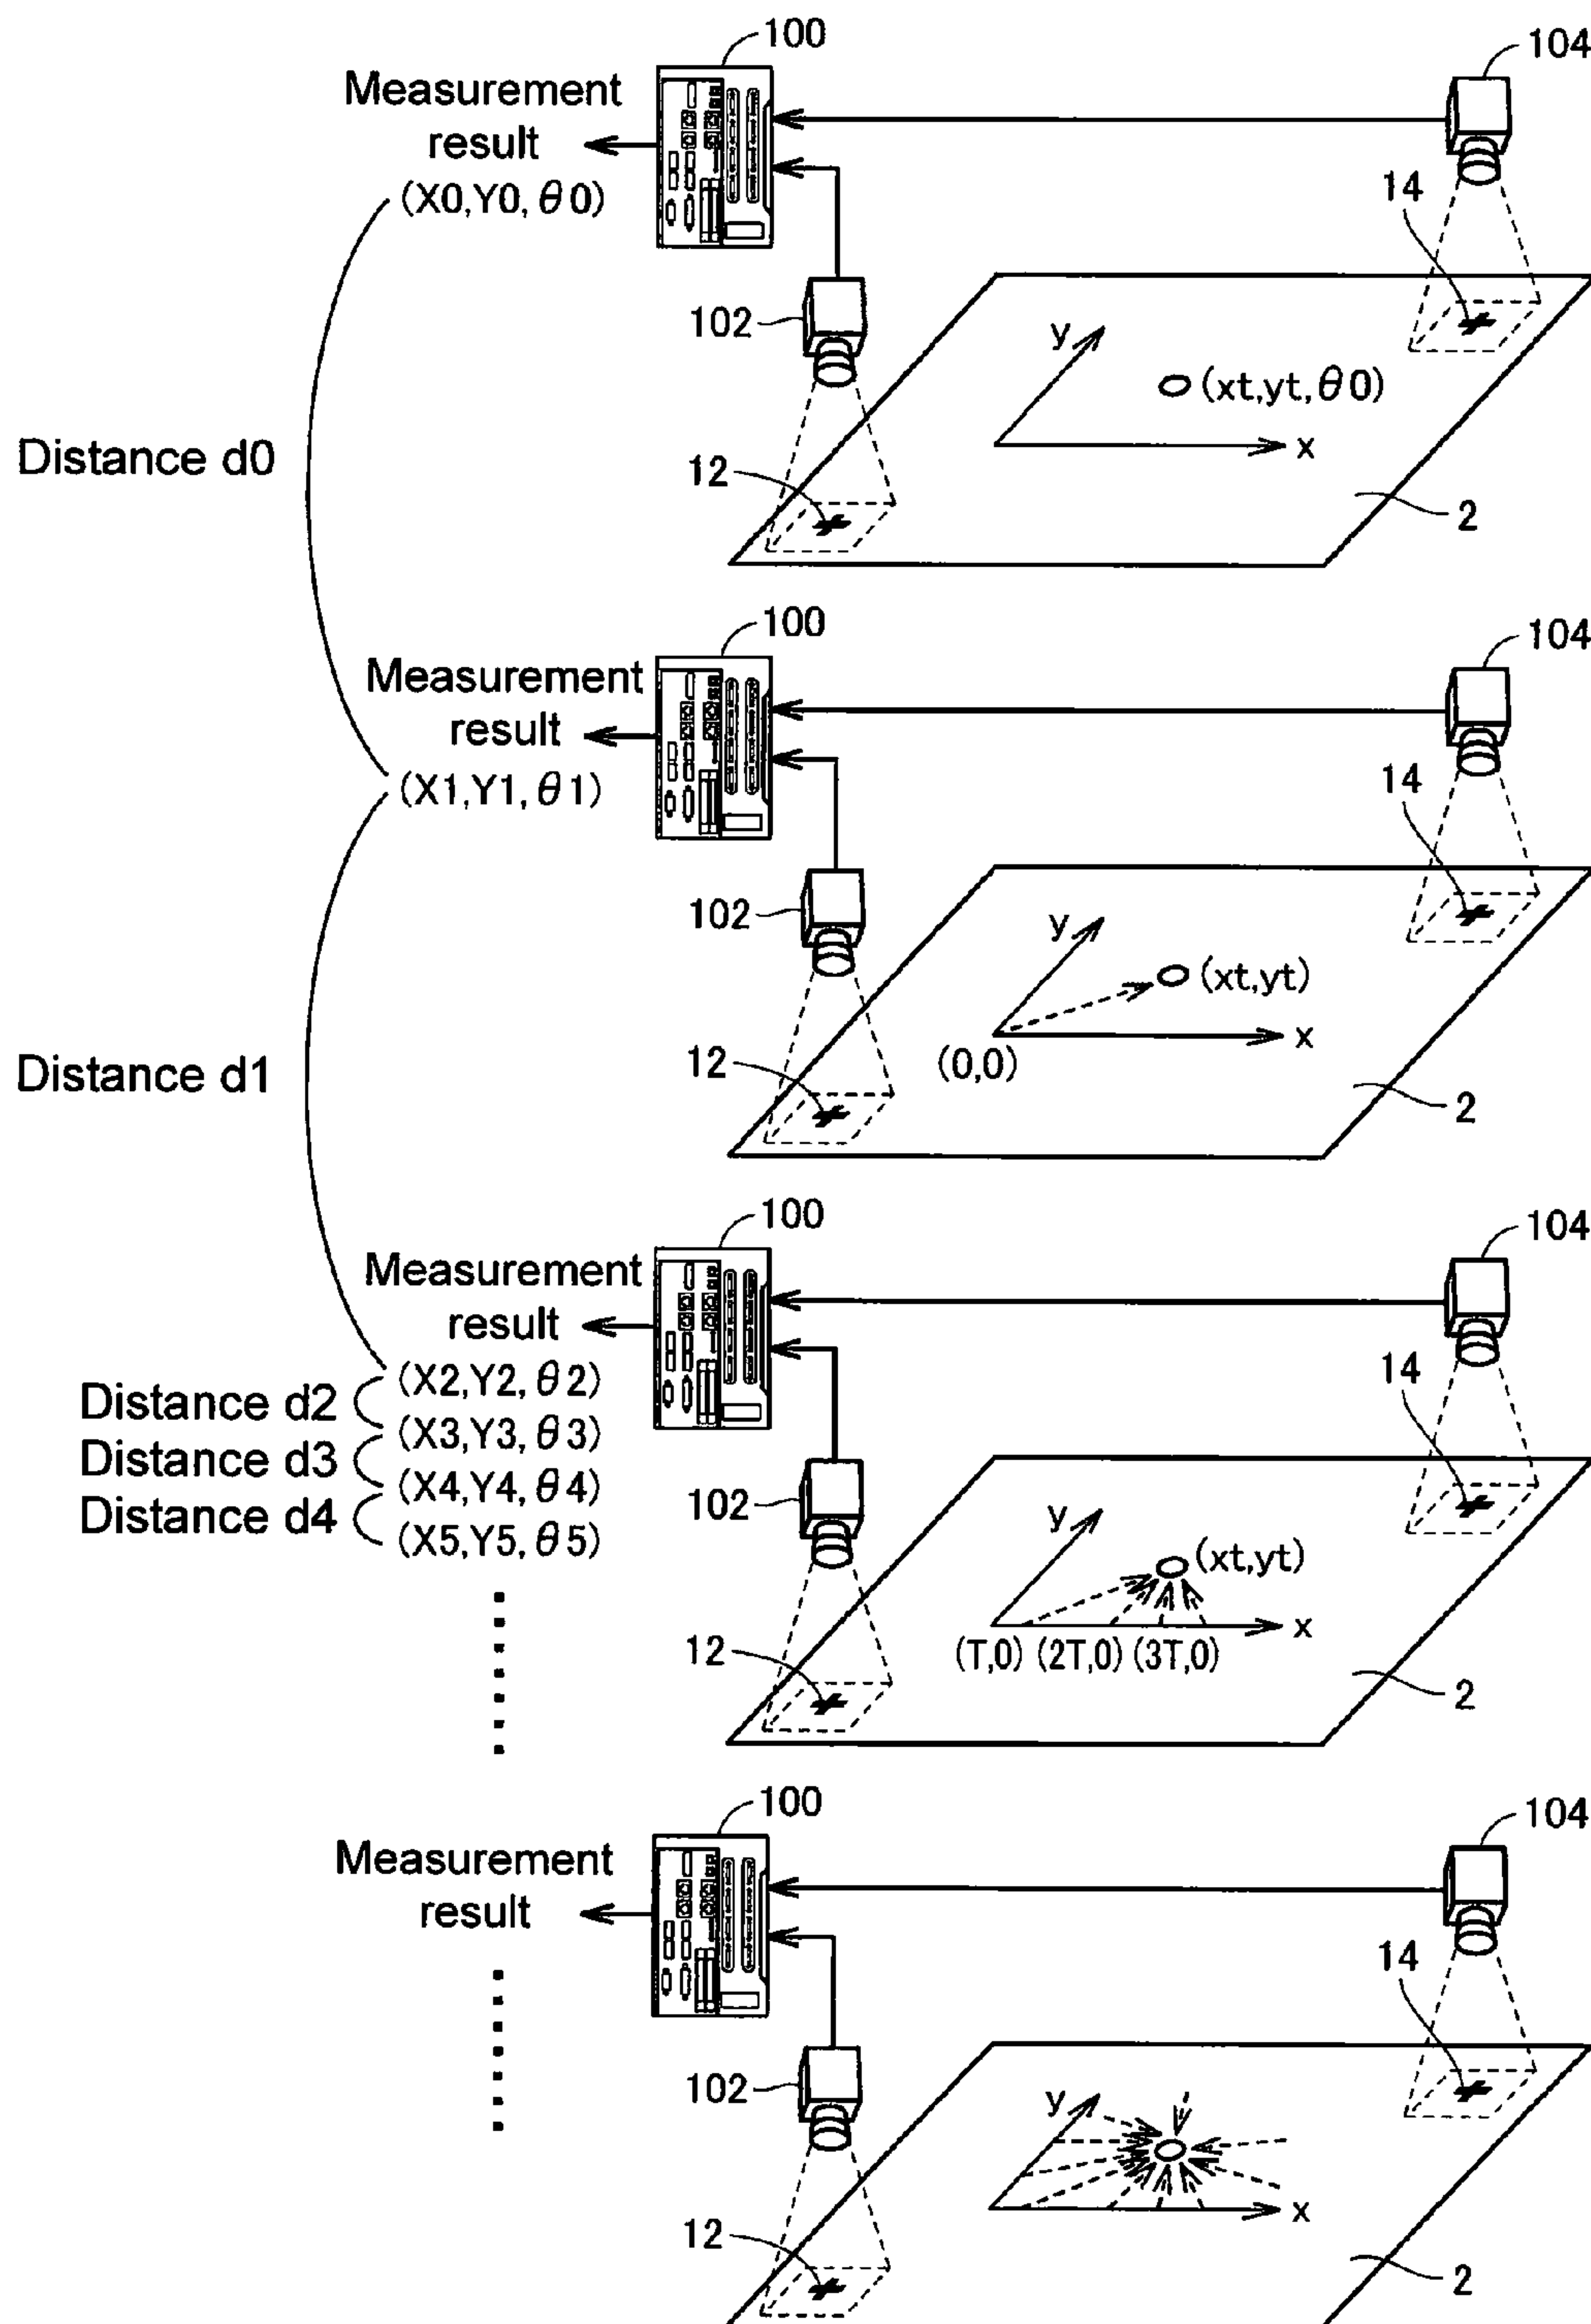 100
104
Measurement
result
(X0,Y0,θ0)
14
102
y
(xt,yt,θ0)
Distance d0
x
12
2
100
104
Measurement
result
(X1,Y1,θ1)
14
102
y
(xt,yt)
x
(0,0)
Distance d1
12
2
100
104
Measurement
result
(X2,Y2,θ2)
14
Distance d2
(X3,Y3,θ3)
Distance d3
(X4,Y4,θ4)
102
Distance d4
(X5,Y5,θ5)
y
(xt,yt)
x
(T,0) (2T,0) (3T,0)
12
2
100
104
Measurement
result
14
102
y
x
12
2